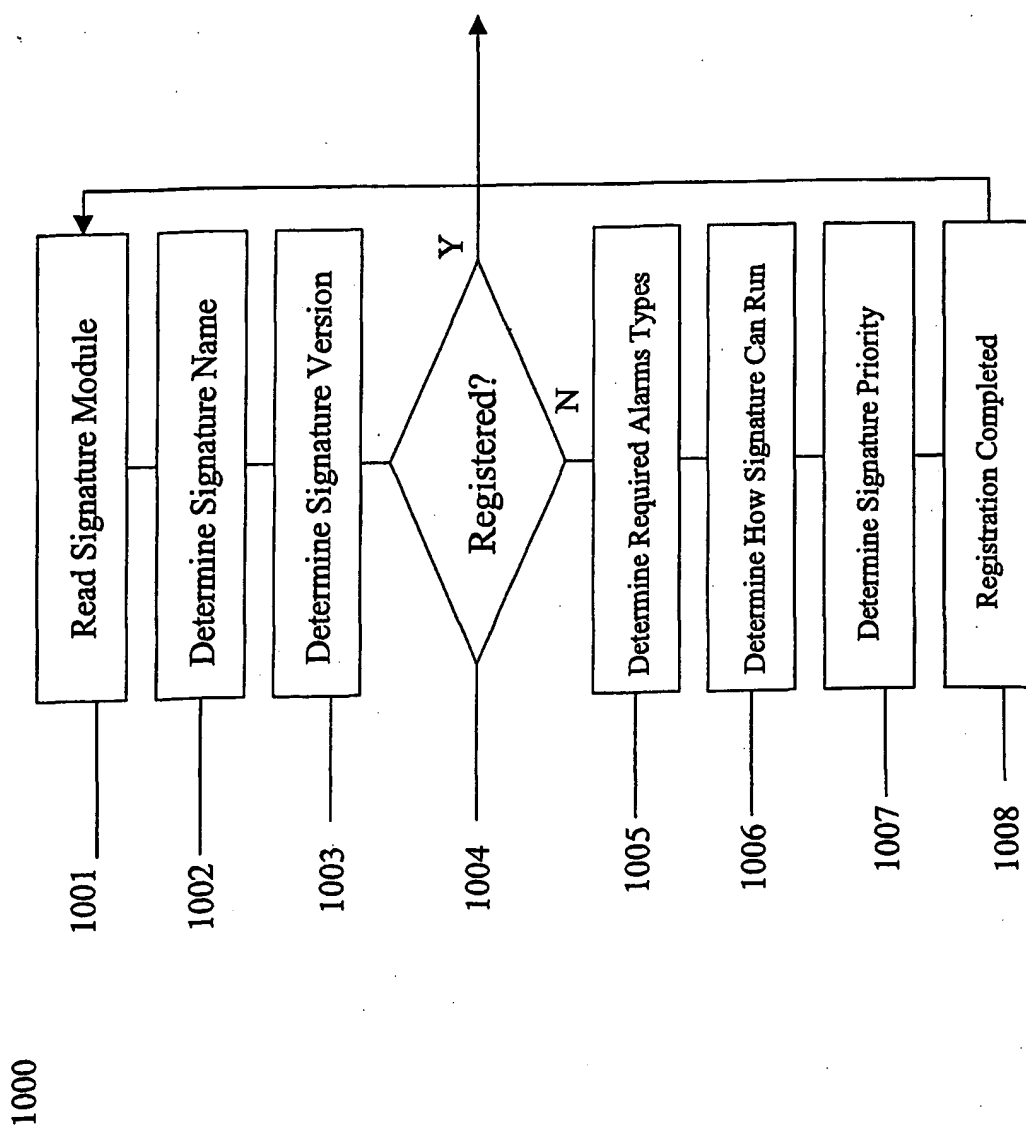 1000
1001
Read Signature Module
1002
Determine Signature Name
1003
Determine Signature Version
1004
Registered?
Y
N
1005
Determine Required Alarms Types
1006
Determine How Signature Can Run
1007
Determine Signature Priority
1008
Registration Completed